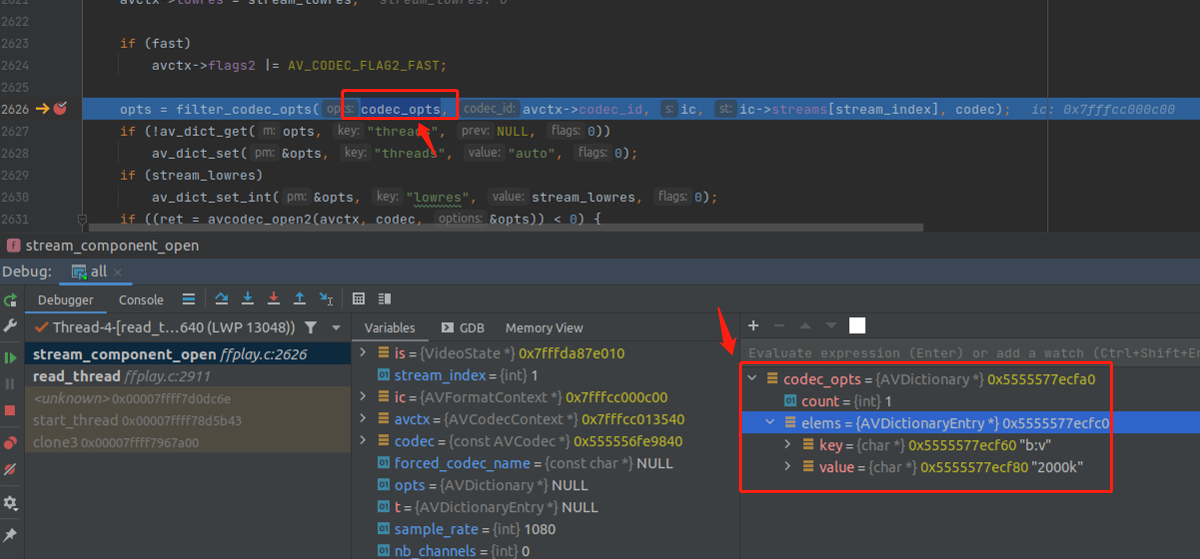 avctx->lowres = stream_lowres; stream_lowres: 0
2622
2623 if (fast)
2624 avctx->flags2 |= AV_CODEC_FLAG2_FAST;
2625
2626 opts = filter_codec_opts( opts: codec_opts, codec_id: avctx->codec_id, s: ic, st: ic->streams[stream_index], codec); ic: 0x7fffcc000c00
2627 if (!av_dict_get( m: opts, key: "threads", prev: NULL, flags: 0))
2628 av_dict_set( pm: &opts, key: "threads", value: "auto", flags: 0);
2629 if (stream_lowres)
2630 av_dict_set_int( pm: &opts, key: "lowres", value: stream_lowres, flags: 0);
2631 if ((ret = avcodec_open2(avctx, codec, options: &opts)) < 0) {
f stream_component_open
Debug: all ×
Debugger Console
Thread-4-[read_t...640 (LWP 13048))
stream_component_open ffplay.c:2626
read_thread ffplay.c:2911
<unknown> 0x00007ffff7d0dc6e
start_thread 0x00007ffff78d5b43
clone3 0x00007ffff7967a00
Variables GDB Memory View
is = {VideoState *} 0x7fffda87e010
stream_index = {int} 1
ic = {AVFormatContext *} 0x7fffcc000c00
avctx = {AVCodecContext *} 0x7fffcc013540
codec = {const AVCodec *} 0x555556fe9840
forced_codec_name = {const char *} NULL
opts = {AVDictionary *} NULL
t = {AVDictionaryEntry *} NULL
sample_rate = {int} 1080
nb_channels = {int} 0
Evaluate expression (Enter) or add a watch (Ctrl+Shift+En
codec_opts = {AVDictionary *} 0x5555577ecfa0
count = {int} 1
elems = {AVDictionaryEntry *} 0x5555577ecfc0
key = {char *} 0x5555577ecf60 "b:v"
value = {char *} 0x5555577ecf80 "2000k"